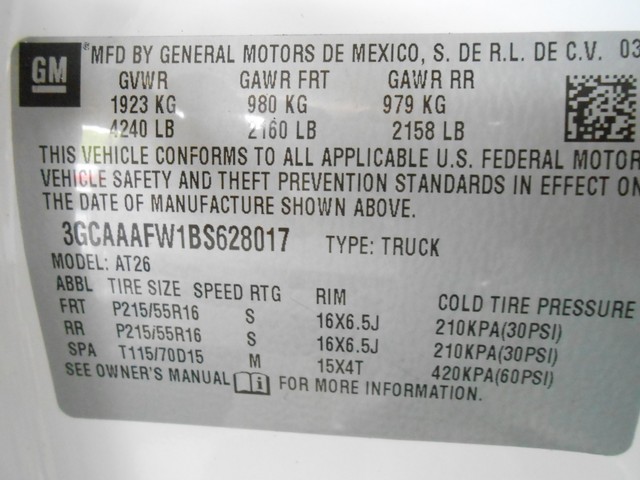 GM
® MFD BY GENERAL MOTORS DE MEXICO, S. DE R.L. DE C.V. 03
GVWR GAWR FRT GAWR RR
1923 KG 980 KG 979 KG
4240 LB 2160 LB 2158 LB
THIS VEHICLE CONFORMS TO ALL APPLICABLE U.S. FEDERAL MOTOR
VEHICLE SAFETY AND THEFT PREVENTION STANDARDS IN EFFECT ON
THE DATE OF MANUFACTURE SHOWN ABOVE.
3GCAAAFW1BS628017 TYPE: TRUCK
MODEL: AT26
ABBL TIRE SIZE SPEED RTG RIM COLD TIRE PRESSURE
FRT P215/55R16 S 16X6.5J 210KPA(30PSI)
RR P215/55R16 S 16X6.5J 210KPA(30PSI)
SPA T115/70D15 M 15X4T 420KPA(60PSI)
SEE OWNER'S MANUAL i FOR MORE INFORMATION.